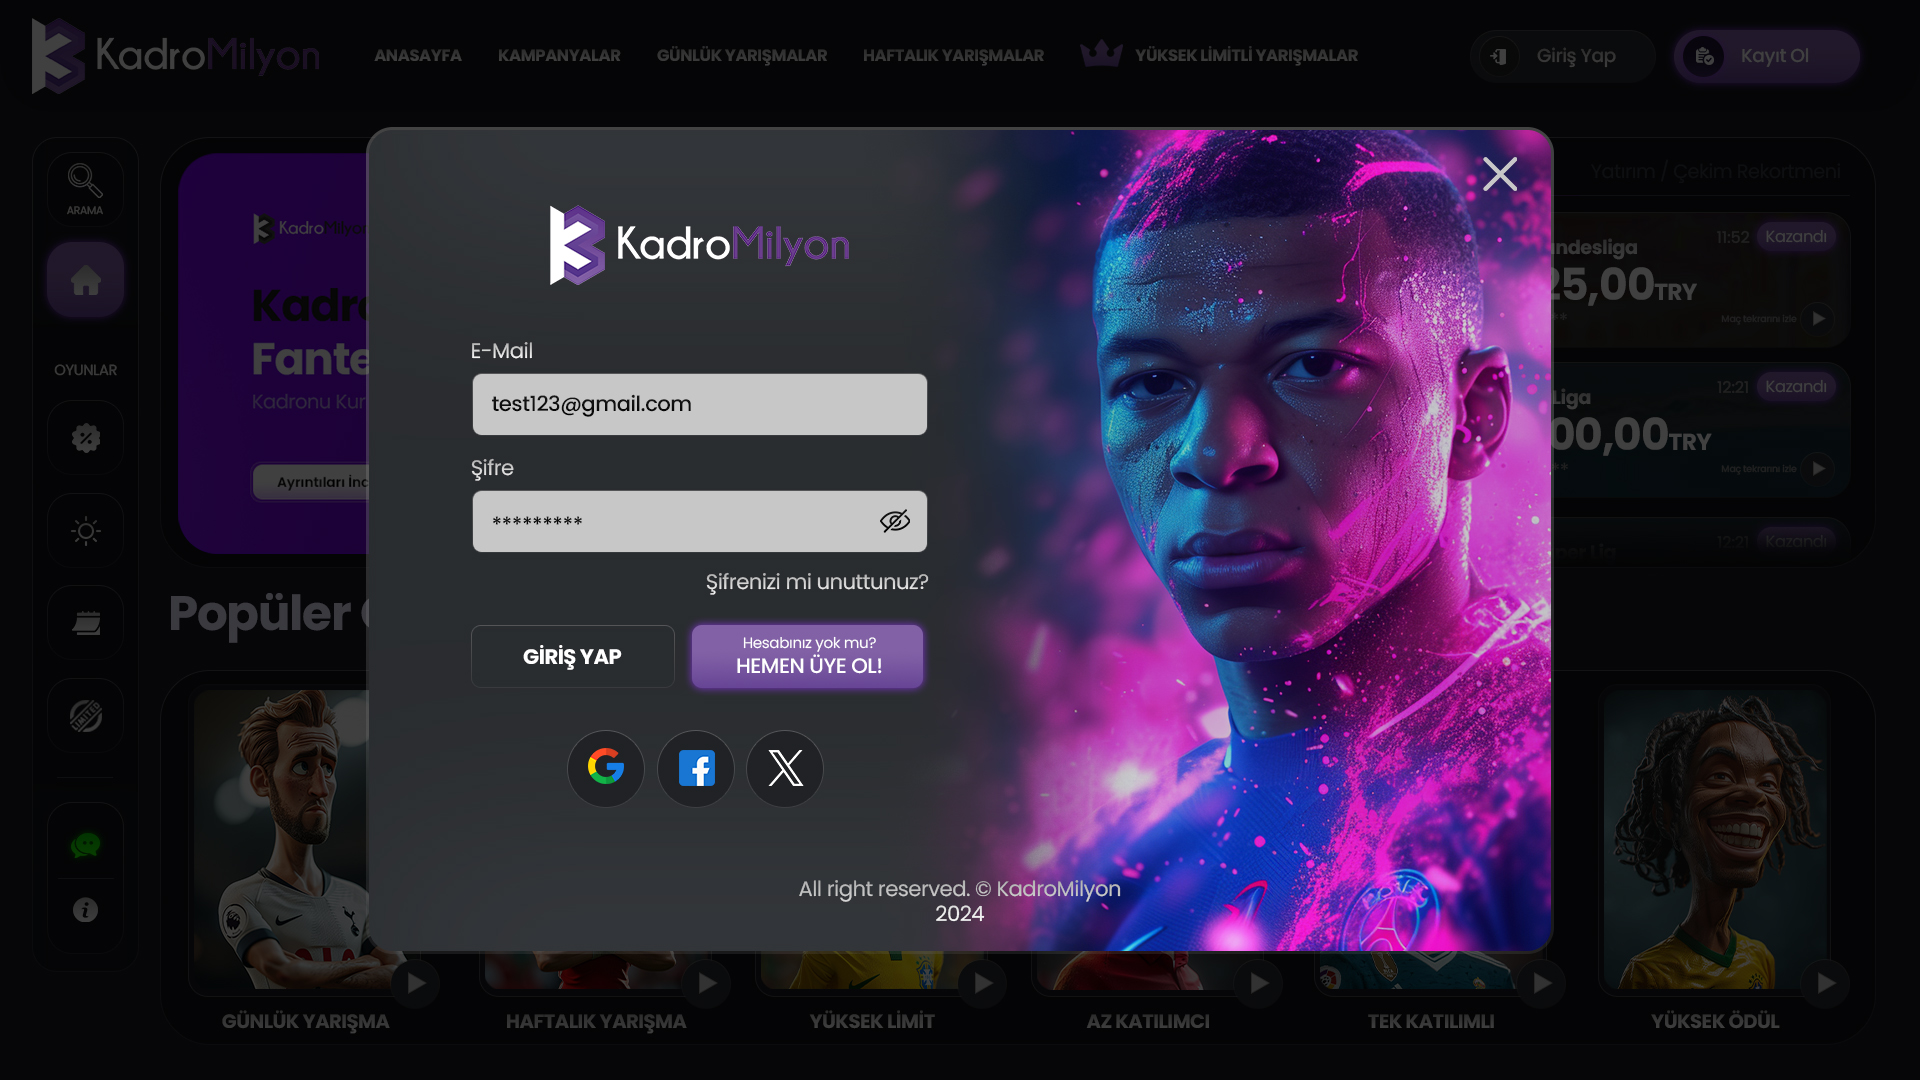 KadroMilyon
ANASAYFA
KAMPANYALAR
GÜNLÜK YARIŞMALAR
HAFTALIK YARIŞMALAR
YÜKSEK LİMİTLİ YARIŞMALAR
Giriş Yap
Kayıt Ol
ARAMA
OYUNLAR
LIMITED
KadroMilyon
Kadro
Fante
Kadronu Kur
Ayrıntıları İnc
Popüler
KadroMilyon
E-Mail
test123@gmail.com
Şifre
*********
Şifrenizi mi unuttunuz?
GİRİŞ YAP
Hesabınız yok mu?
HEMEN ÜYE OL!
All right reserved. © KadroMilyon
2024
Yatırım / Çekim Rekortmeni
ndesliga
11:52
Kazandı
25,00TRY
**
Maç tekrarını izle
Liga
12:21
Kazandı
00,00TRY
**
Maç tekrarını izle
per Lig
12:21
Kazandı
GÜNLÜK YARIŞMA
HAFTALIK YARIŞMA
YÜKSEK LİMİT
AZ KATILIMCI
TEK KATILIMLI
YÜKSEK ÖDÜL